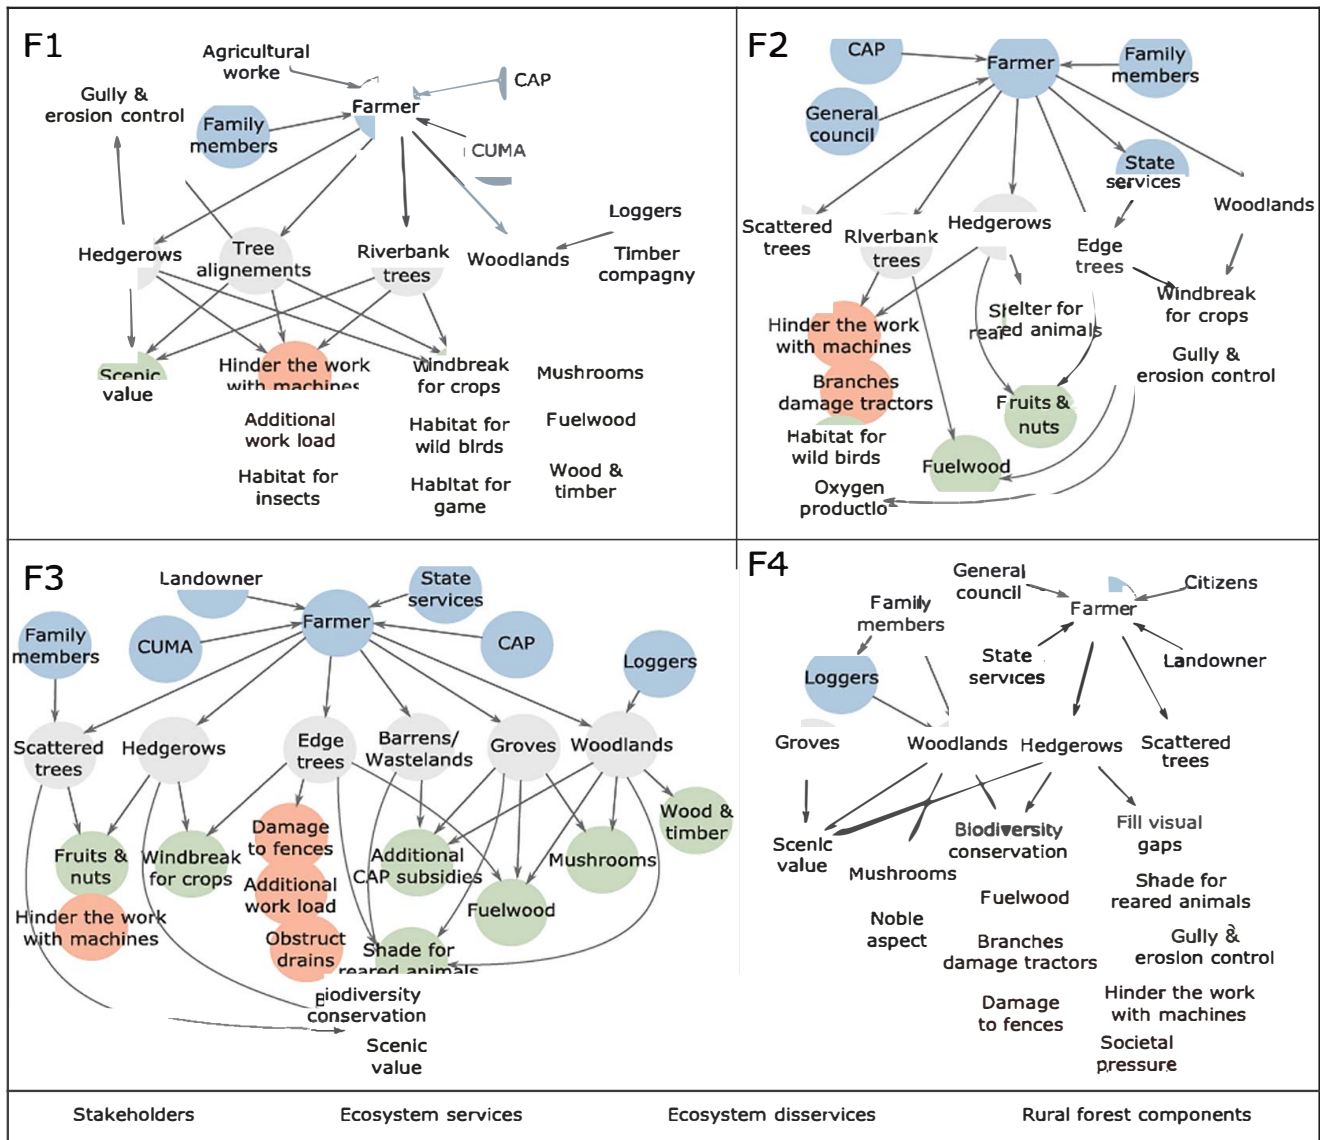 F1
Agricultural
worke
CAP
Gully &
erosion control
Farmer
Family
members
CUMA
Loggers
Hedgerows
Tree
alignements
Riverbank
trees
Woodlands
Timber
compagny
Scenic
value
Hinder the work
with machines
Windbreak
for crops
Mushrooms
Additional
work load
Habitat for
wild birds
Fuelwood
Habitat for
insects
Habitat for
game
Wood &
timber
F2
CAP
Farmer
Family
members
General
council
State
services
Woodlands
Scattered
trees
Riverbank
trees
Hedgerows
Edge
trees
Windbreak
for crops
Hinder the work
with machines
Shelter for
reared animals
Gully &
erosion control
Branches
damage tractors
Fruits &
nuts
Habitat for
wild birds
Fuelwood
Oxygen
productio
F3
Landowner
State
services
Farmer
Family
members
CUMA
CAP
Loggers
Scattered
trees
Hedgerows
Edge
trees
Barrens/
Wastelands
Groves
Woodlands
Wood &
timber
Damage
to fences
Fruits &
nuts
Windbreak
for crops
Additional
CAP subsidies
Mushrooms
Additional
work load
Fuelwood
Hinder the work
with machines
Obstruct
drains
Shade for
reared animals
Biodiversity
conservation
Scenic
value
F4
General
council
Citizens
Family
members
Farmer
State
services
Landowner
Loggers
Groves
Woodlands
Hedgerows
Scattered
trees
Scenic
value
Biodiversity
conservation
Fill visual
gaps
Mushrooms
Fuelwood
Shade for
reared animals
Noble
aspect
Branches
damage tractors
Gully &
erosion control
Damage
to fences
Hinder the work
with machines
Societal
pressure
Stakeholders
Ecosystem services
Ecosystem disservices
Rural forest components